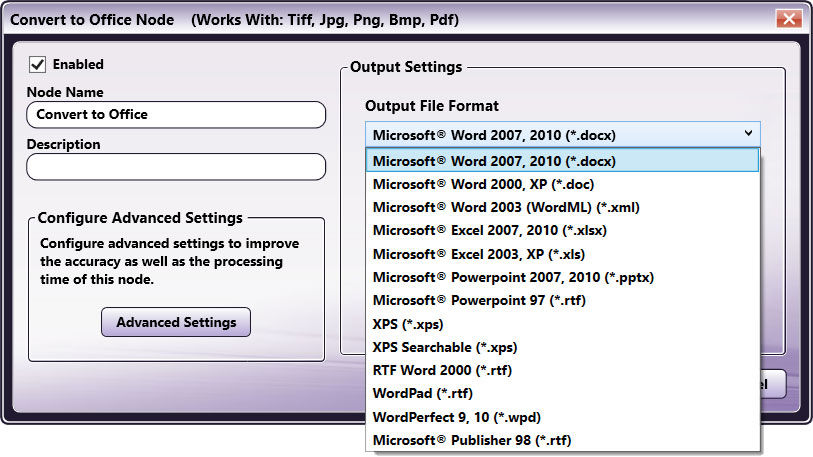 Convert to Office Node (Works With: Tiff, Jpg, Png, Bmp, Pdf)
Enabled
Node Name
Convert to Office
Description
Configure Advanced Settings
Configure advanced settings to improve
the accuracy as well as the processing
time of this node.
Advanced Settings
Output Settings
Output File Format
Microsoft® Word 2007, 2010 (*.docx)
Microsoft® Word 2007, 2010 (*.docx)
Microsoft® Word 2000, XP (*.doc)
Microsoft® Word 2003 (WordML) (*.xml)
Microsoft® Excel 2007, 2010 (*.xlsx)
Microsoft® Excel 2003, XP (*.xls)
Microsoft® Powerpoint 2007, 2010 (*.pptx)
Microsoft® Powerpoint 97 (*.rtf)
XPS (*.xps)
XPS Searchable (*.xps)
RTF Word 2000 (*.rtf)
WordPad (*.rtf)
WordPerfect 9, 10 (*.wpd)
Microsoft® Publisher 98 (*.rtf)